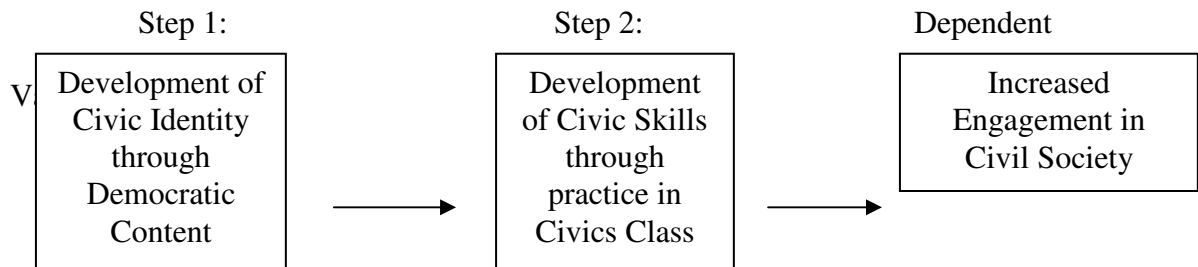 Step 1:
Step 2:
Dependent
V
Development of
Civic Identity
through
Democratic
Content
Development
of Civic Skills
through
practice in
Civics Class
Increased
Engagement in
Civil Society